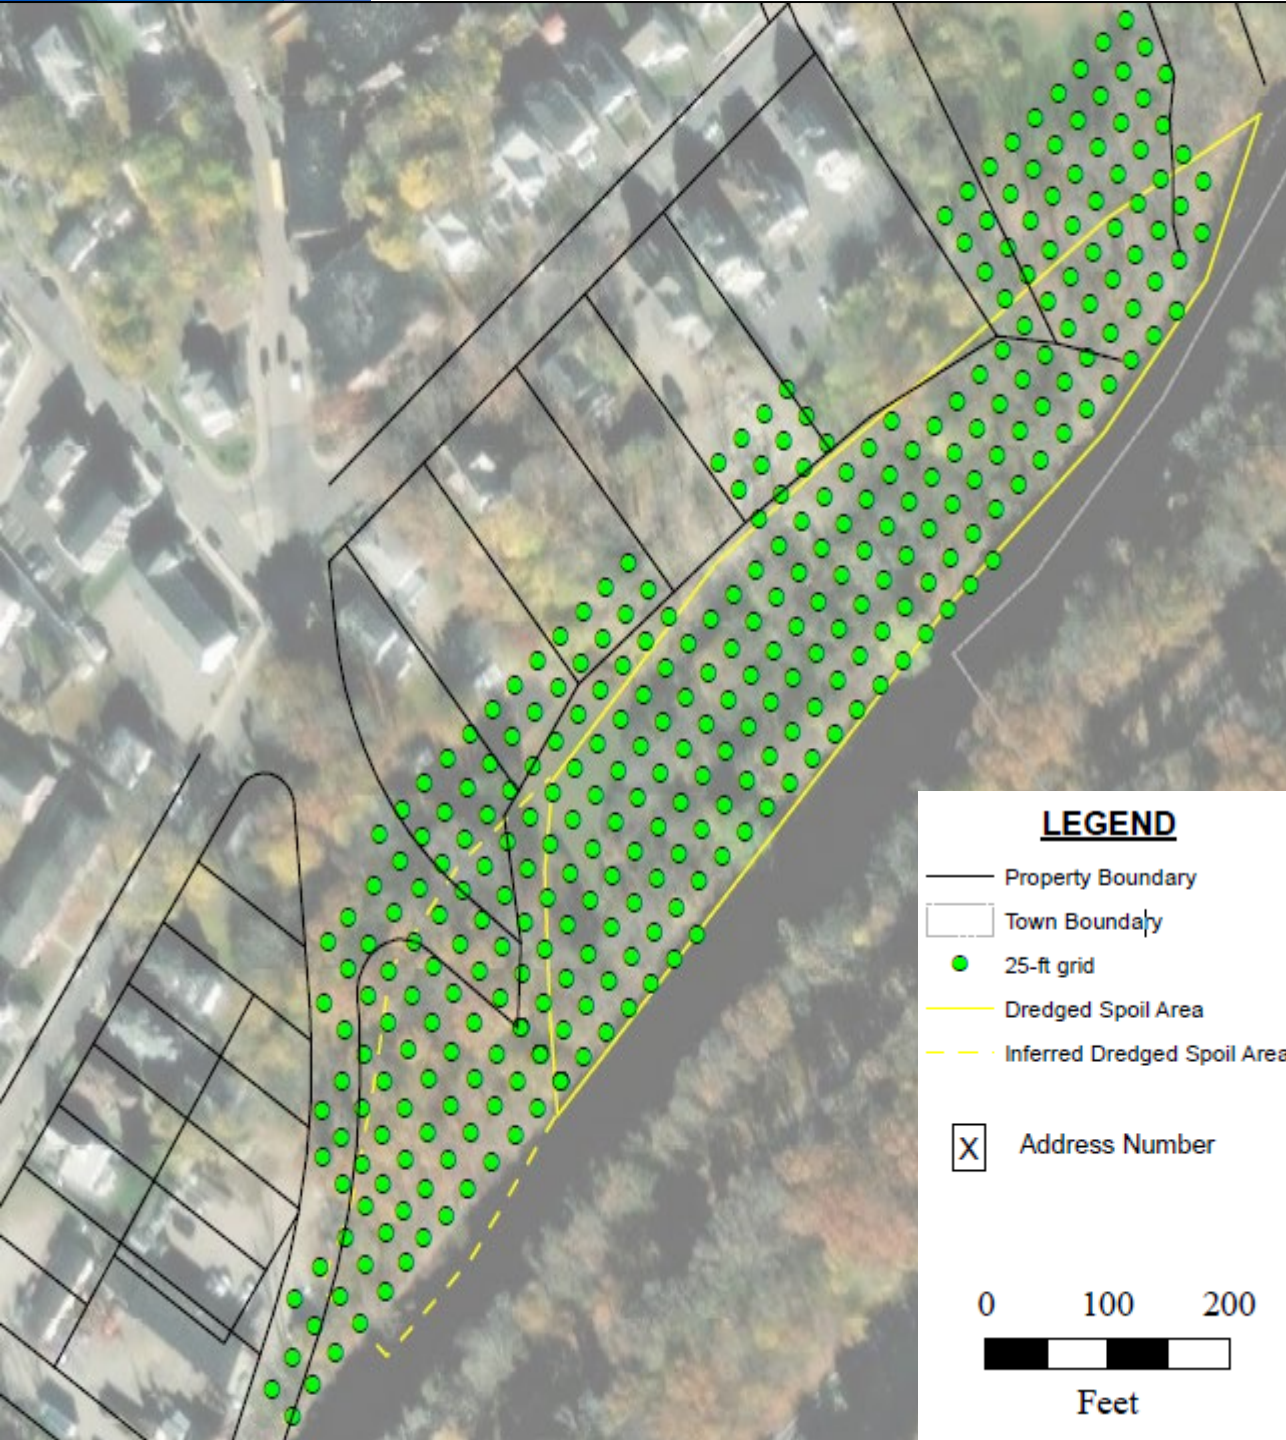 LEGEND
Property Boundary
Town Boundary
25-ft grid
Dredged Spoil Area
Inferred Dredged Spoil Area
X Address Number
0 100 200
Feet